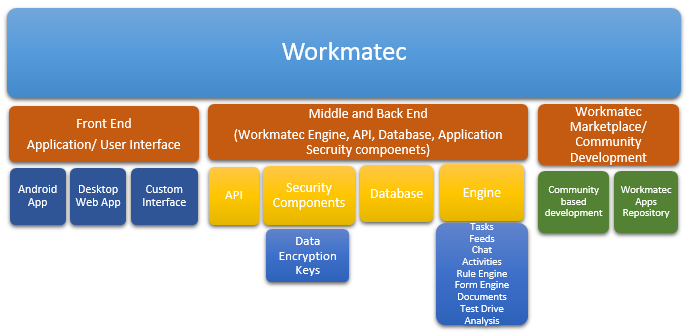 Workmatec
Front End
Application/ User Interface
Middle and Back End
(Workmatec Engine, API, Database, Application
Secruity compoenets)
Workmatec
Marketplace/
Community
Development
Android
App
Desktop
Web App
Custom
Interface
API
Security
Components
Database
Engine
Community
based
development
Workmatec
Apps
Repository
Data
Encryption
Keys
Tasks
Feeds
Chat
Activities
Rule Engine
Form Engine
Documents
Test Drive
Analysis